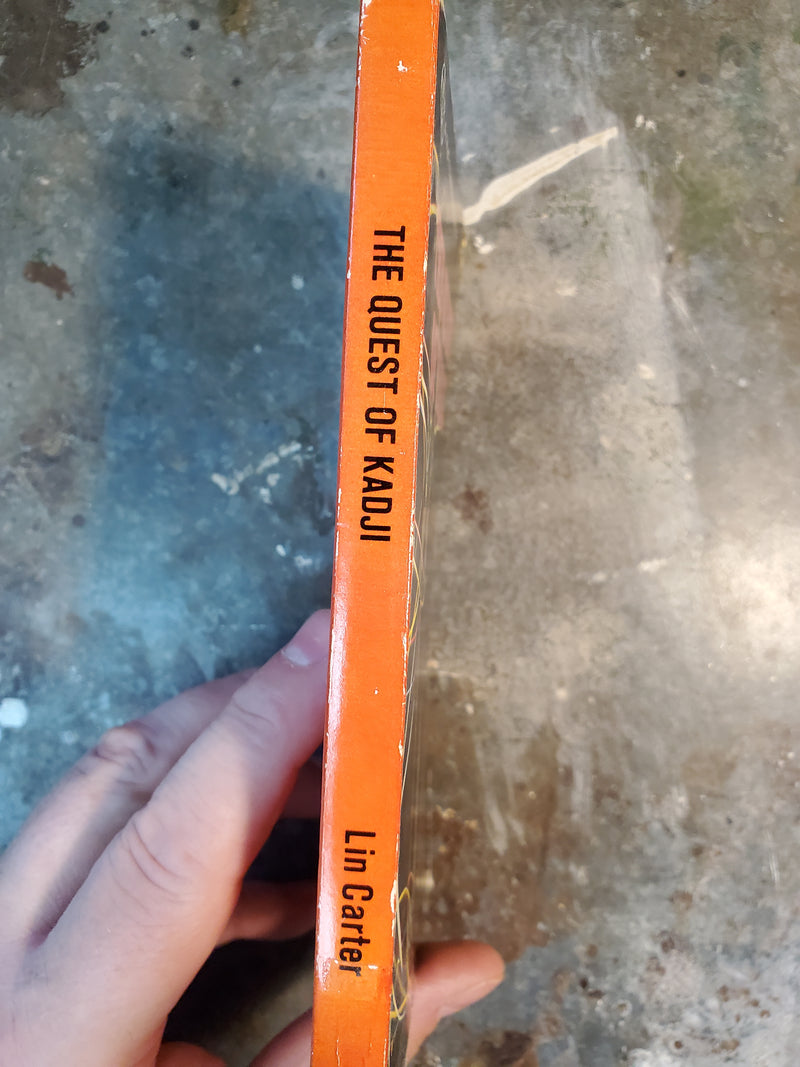 THE QUEST OF KADJI
Lin Carter